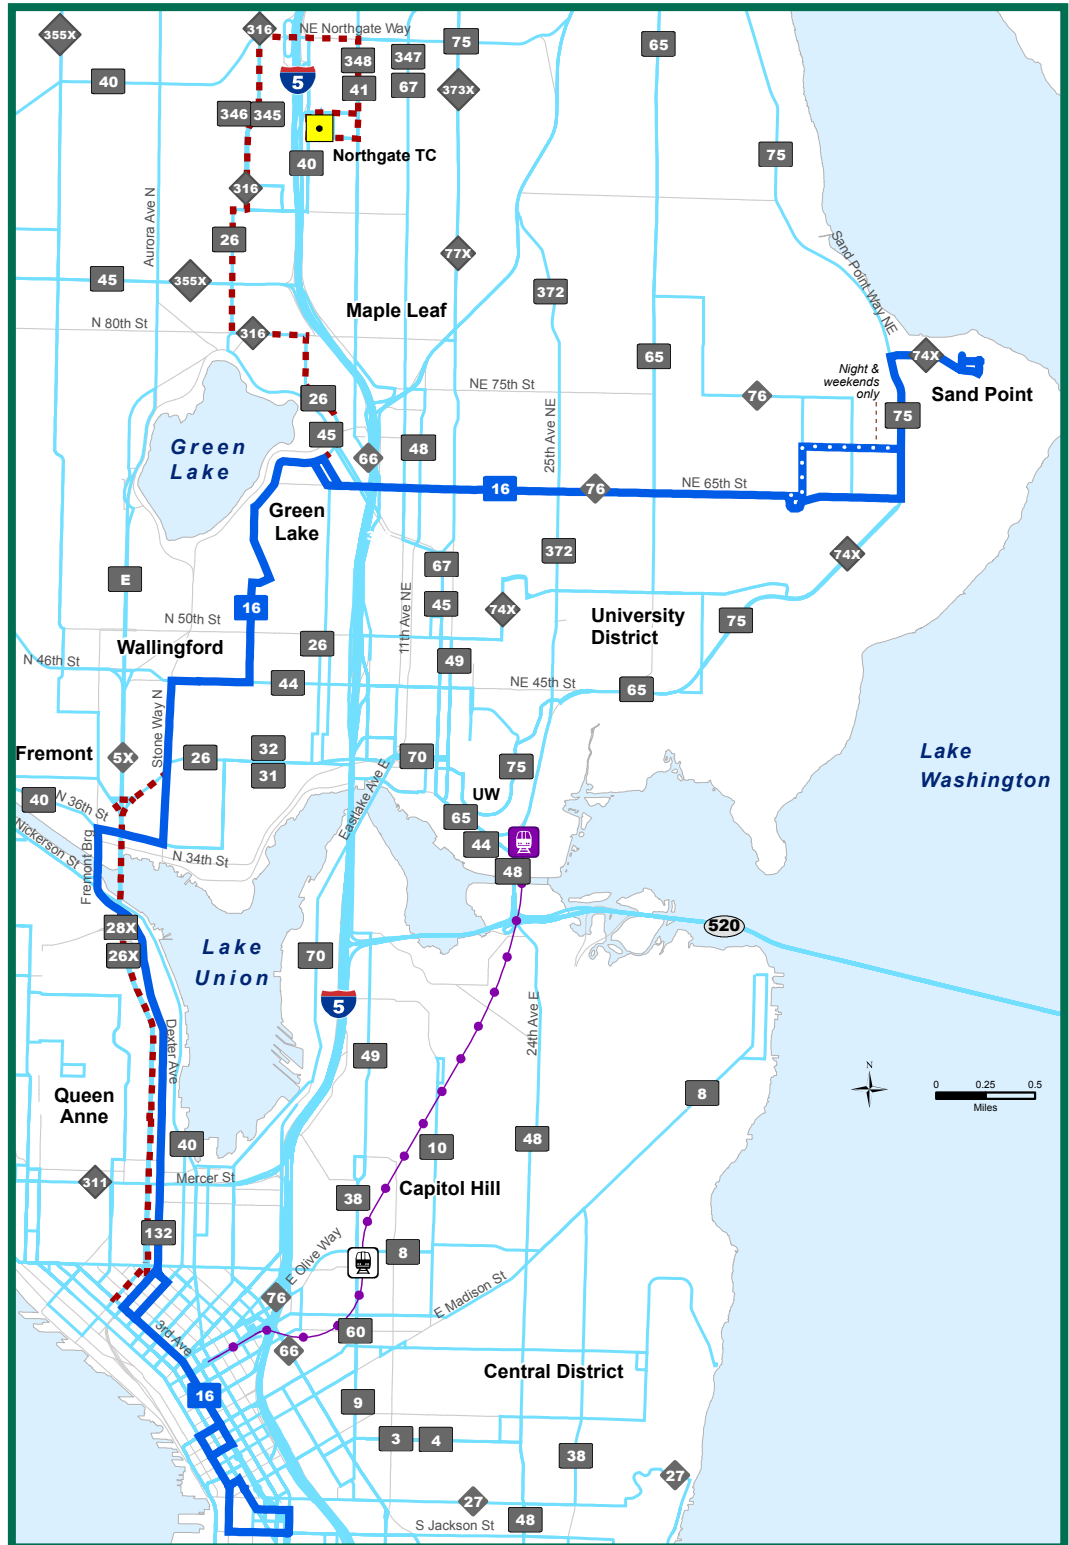 316
NE Northgate Way
355X
75
65
348
347
5
40
41
67
373X
346
345
Northgate TC
40
75
316
Aurora Ave N
26
77X
Sand Point Way NE
45
355X
372
Maple Leaf
N 80th St
316
65
74X
Night &
weekends
only
Sand Point
NE 75th St
76
26
75
25th Ave NE
45
48
66
Green
Lake
16
76
NE 65th St
Green
Lake
372
74X
67
E
11th Ave NE
45
74X
16
N 50th St
University
District
75
26
Wallingford
49
N 46th St
44
NE 45th St
65
Stone Way N
Fremont
5X
26
32
31
70
75
Lake
Washington
Eastlake Ave E
UW
40
N 36th St
65
Nickerson St
44
Fremont Brg
N 34th St
48
28X
520
26X
Lake
Union
70
5
24th Ave E
Dexter Ave
49
N
0
0.25
0.5
Miles
Queen
Anne
8
40
10
48
Mercer St
311
38
Capitol Hill
132
8
E Olive Way
76
E Madison St
3rd Ave
60
66
Central District
16
9
3
4
38
27
27
S Jackson St
48